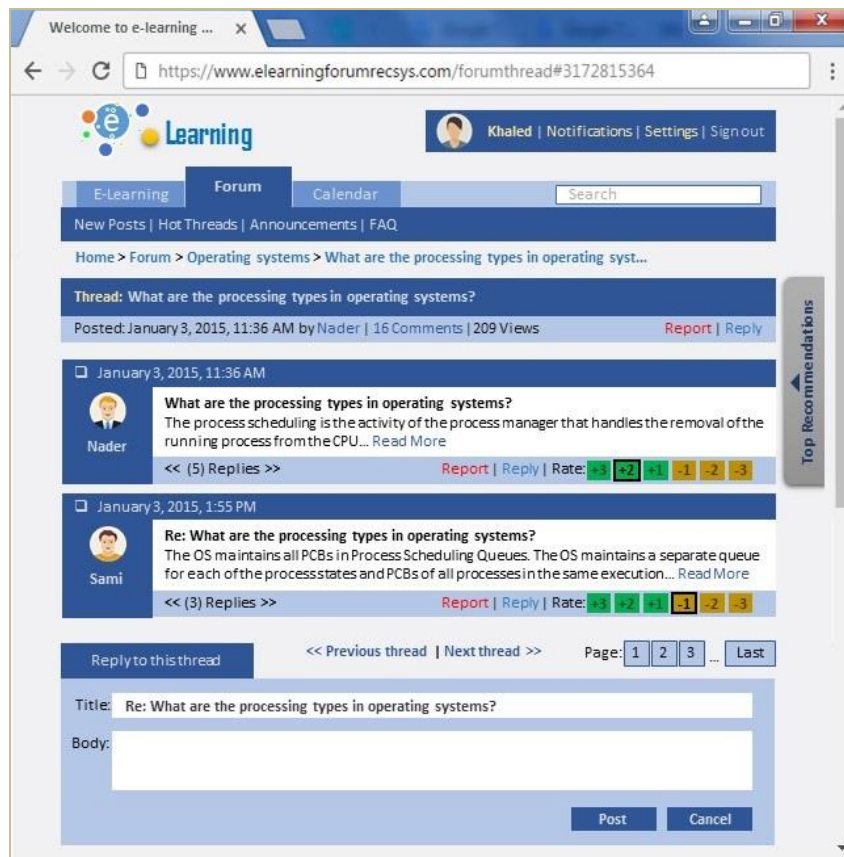 Welcome to e-learning ... x
https://www.elearningforumrecsys.com/forumthread#3172815364
ë Learning
Khaled | Notifications | Settings | Sign out
E-Learning Forum Calendar Search
New Posts | Hot Threads | Announcements | FAQ
Home > Forum > Operating systems > What are the processing types in operating syst...
Thread: What are the processing types in operating systems?
Posted: January 3, 2015, 11:36 AM by Nader | 16 Comments | 209 Views Report | Reply
Top Recommendations
January 3, 2015, 11:36 AM
Nader
What are the processing types in operating systems?
The process scheduling is the activity of the process manager that handles the removal of the
running process from the CPU... Read More
<< (5) Replies >> Report | Reply | Rate: +3 +2 +1 -1 -2 -3
January 3, 2015, 1:55 PM
Sami
Re: What are the processing types in operating systems?
The OS maintains all PCBs in Process Scheduling Queues. The OS maintains a separate queue
for each of the process states and PCBs of all processes in the same execution... Read More
<< (3) Replies >> Report | Reply | Rate: +3 +2 +1 -1 -2 -3
Reply to this thread << Previous thread | Next thread >> Page: 1 2 3 ... Last
Title: Re: What are the processing types in operating systems?
Body:
Post Cancel